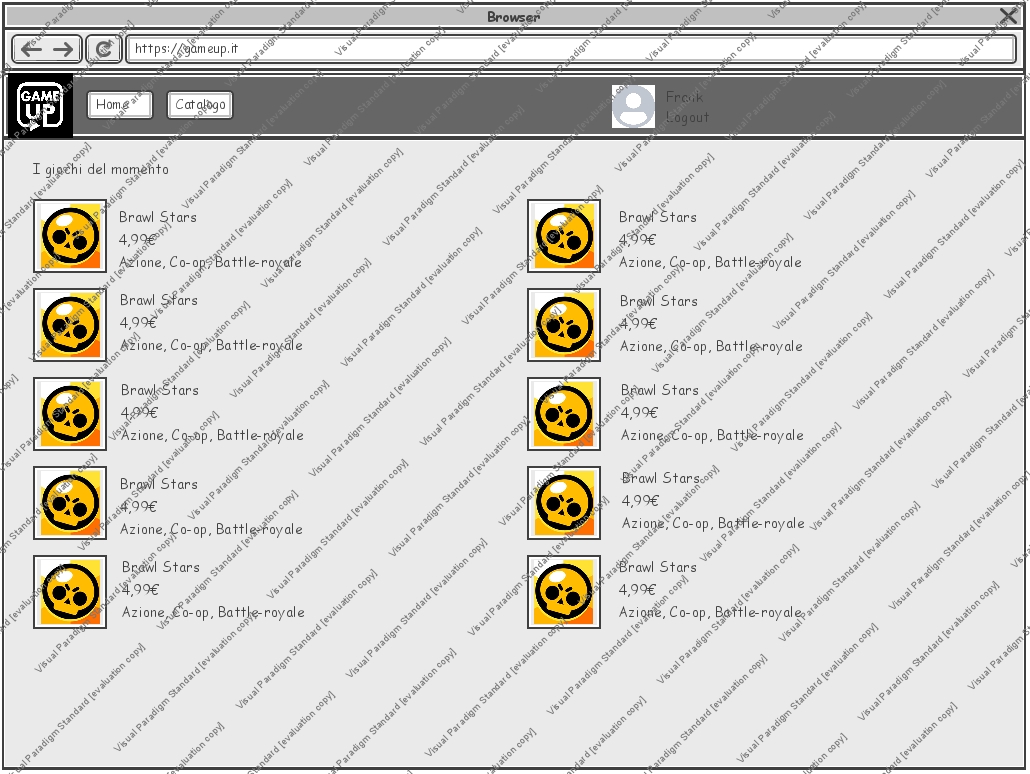 Browser
https://gameup.it
GAME
UP
Home
Catalogo
Frank
Logout
I giochi del momento
Brawl Stars
4,99€
Azione, Co-op, Battle-royale
Brawl Stars
4,99€
Azione, Co-op, Battle-royale
Brawl Stars
4,99€
Azione, Co-op, Battle-royale
Brawl Stars
4,99€
Azione, Co-op, Battle-royale
Brawl Stars
4,99€
Azione, Co-op, Battle-royale
Brawl Stars
4,99€
Azione, Co-op, Battle-royale
Brawl Stars
4,99€
Azione, Co-op, Battle-royale
Brawl Stars
4,99€
Azione, Co-op, Battle-royale
Brawl Stars
4,99€
Azione, Co-op, Battle-royale
Brawl Stars
4,99€
Azione, Co-op, Battle-royale
Visual Paradigm Standard [evaluation copy]